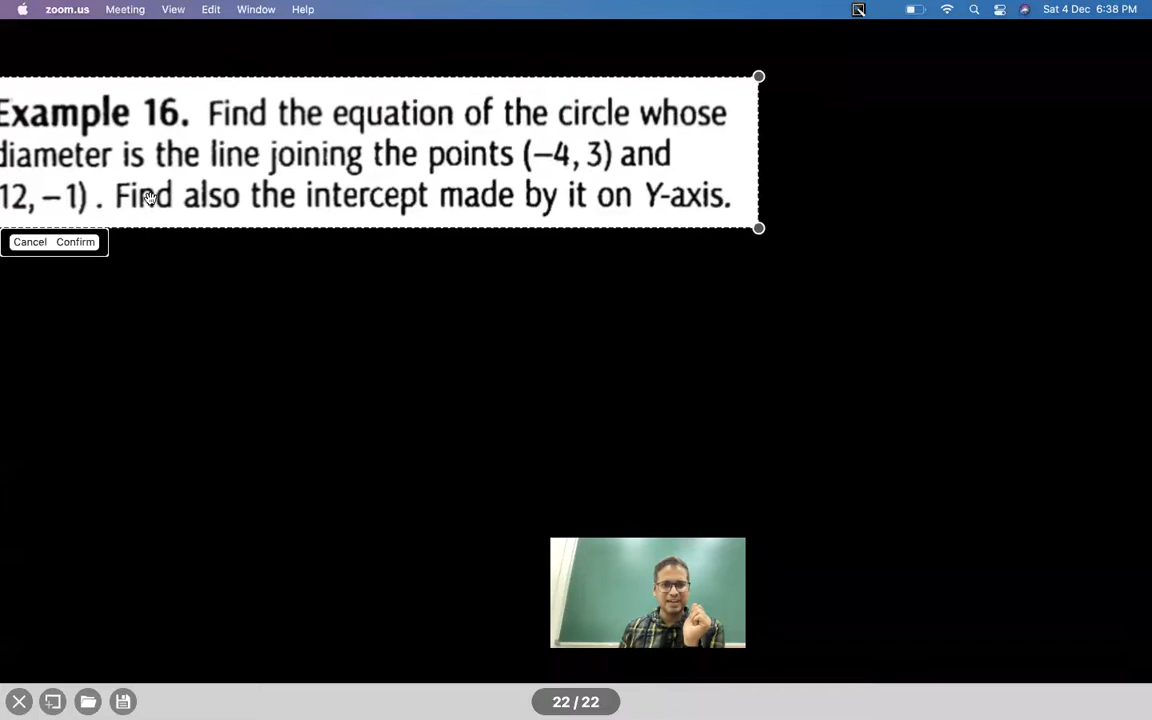 zoom.us Meeting View Edit Window Help Sat 4 Dec 6:38 PM
Example 16. Find the equation of the circle whose
diameter is the line joining the points (−4, 3) and
12, −1) . Find also the intercept made by it on Y-axis.
Cancel Confirm
22 / 22